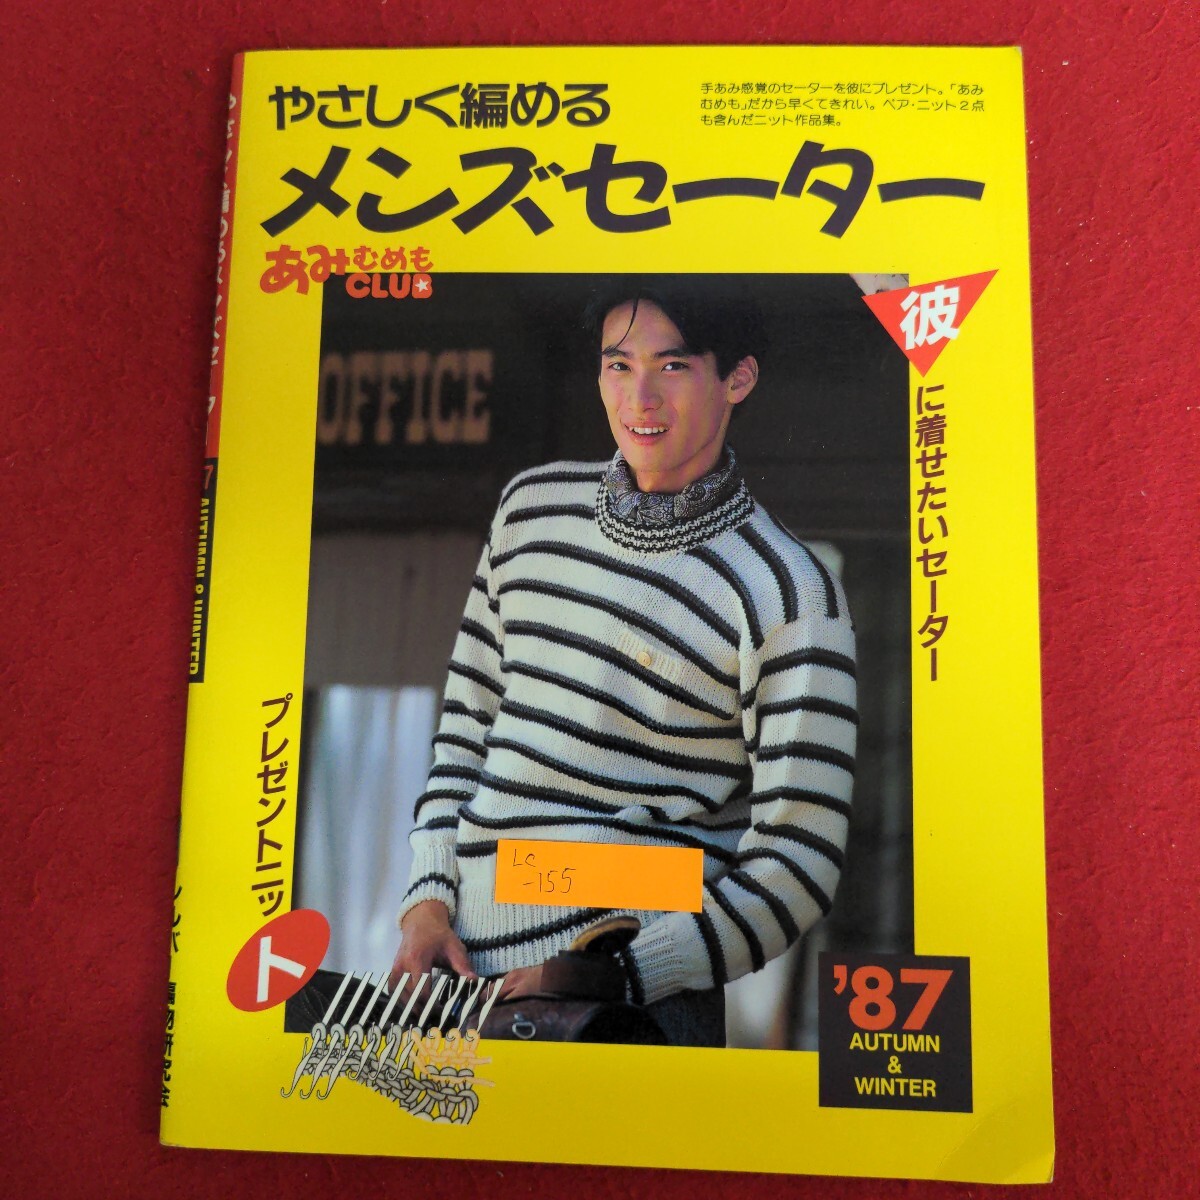 やさしく編める
手あみ感覚のセーターを彼にプレゼント。「あみ
むめも」だから早くてきれい。ペア・ニット2点
も含んだニット作品集。
メンズセーター
あみむめも
CLUB
彼に着せたいセーター
OFFICE
プレゼントニット
LC
-155
'87
AUTUMN
&
WINTER
AUTUMN & WINTER